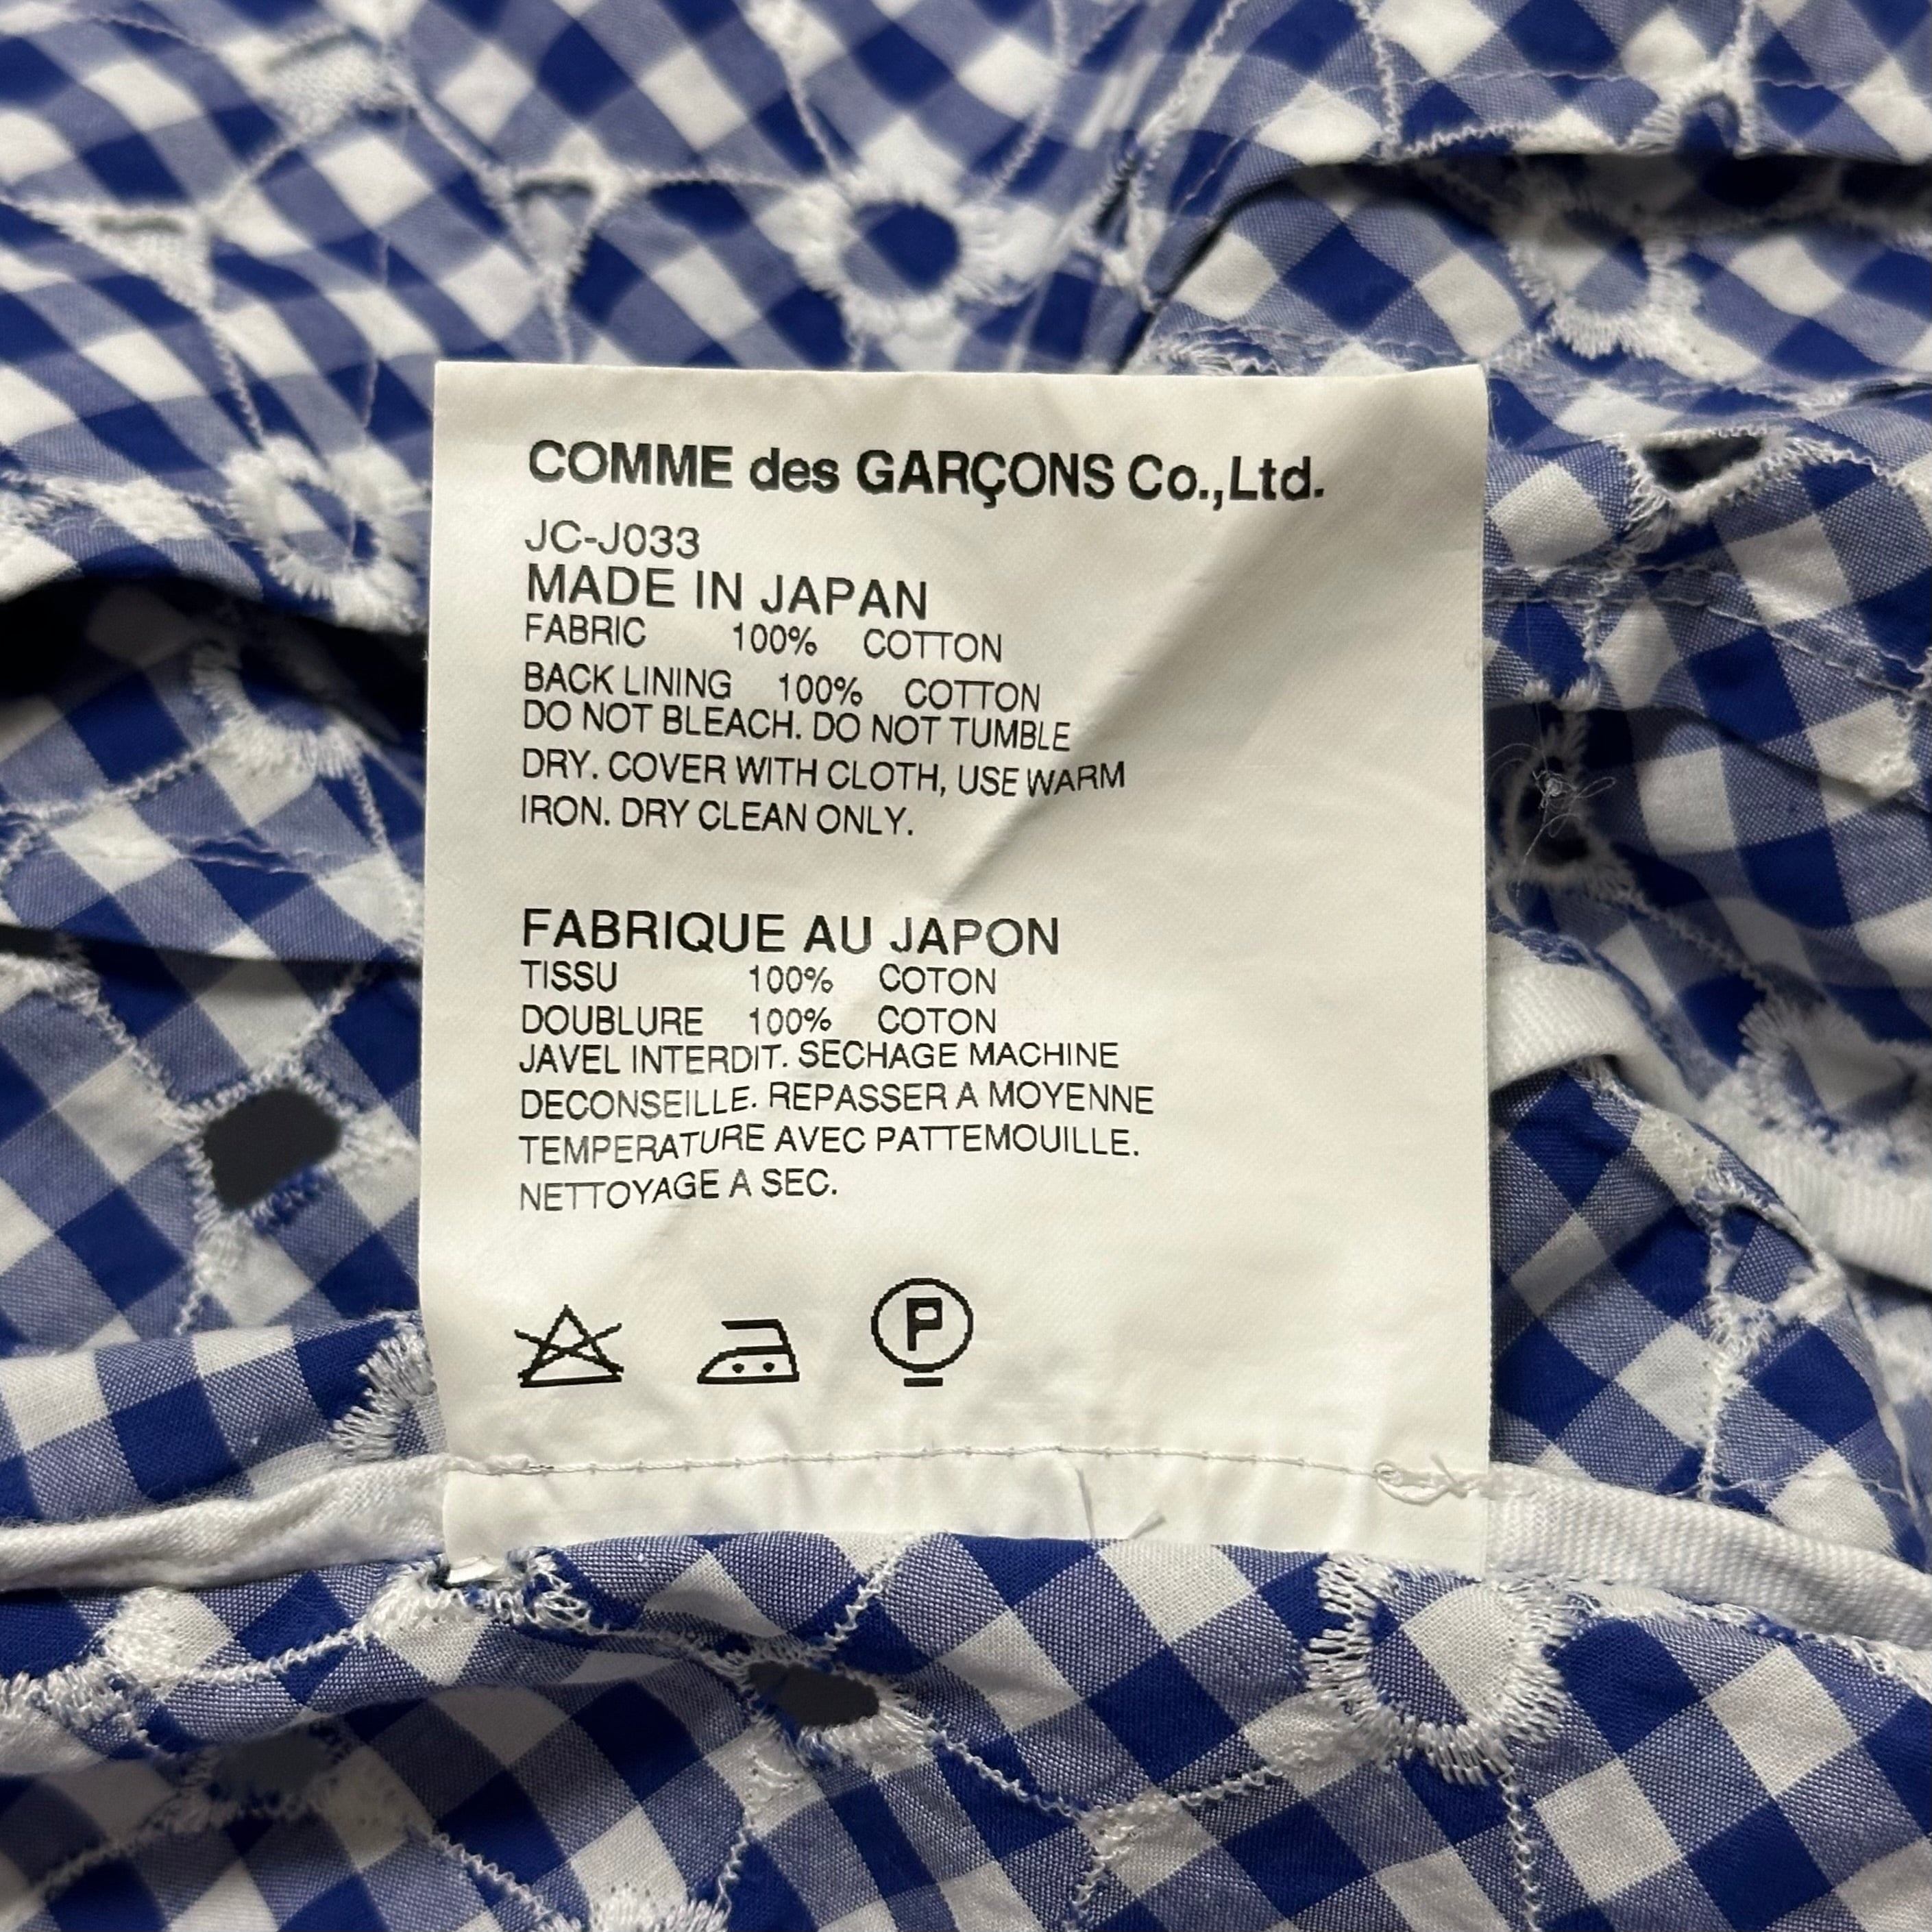 COMME des GARÇONS Co.,Ltd.
JC-J033
MADE IN JAPAN
FABRIC 100% COTTON
BACK LINING 100% COTTON
DO NOT BLEACH. DO NOT TUMBLE
DRY. COVER WITH CLOTH, USE WARM
IRON. DRY CLEAN ONLY.
FABRIQUE AU JAPON
TISSU 100% COTON
DOUBLURE 100% COTON
JAVEL INTERDIT. SECHAGE MACHINE
DECONSEILLE. REPASSER A MOYENNE
TEMPERATURE AVEC PATTEMOUILLE.
NETTOYAGE A SEC.
P